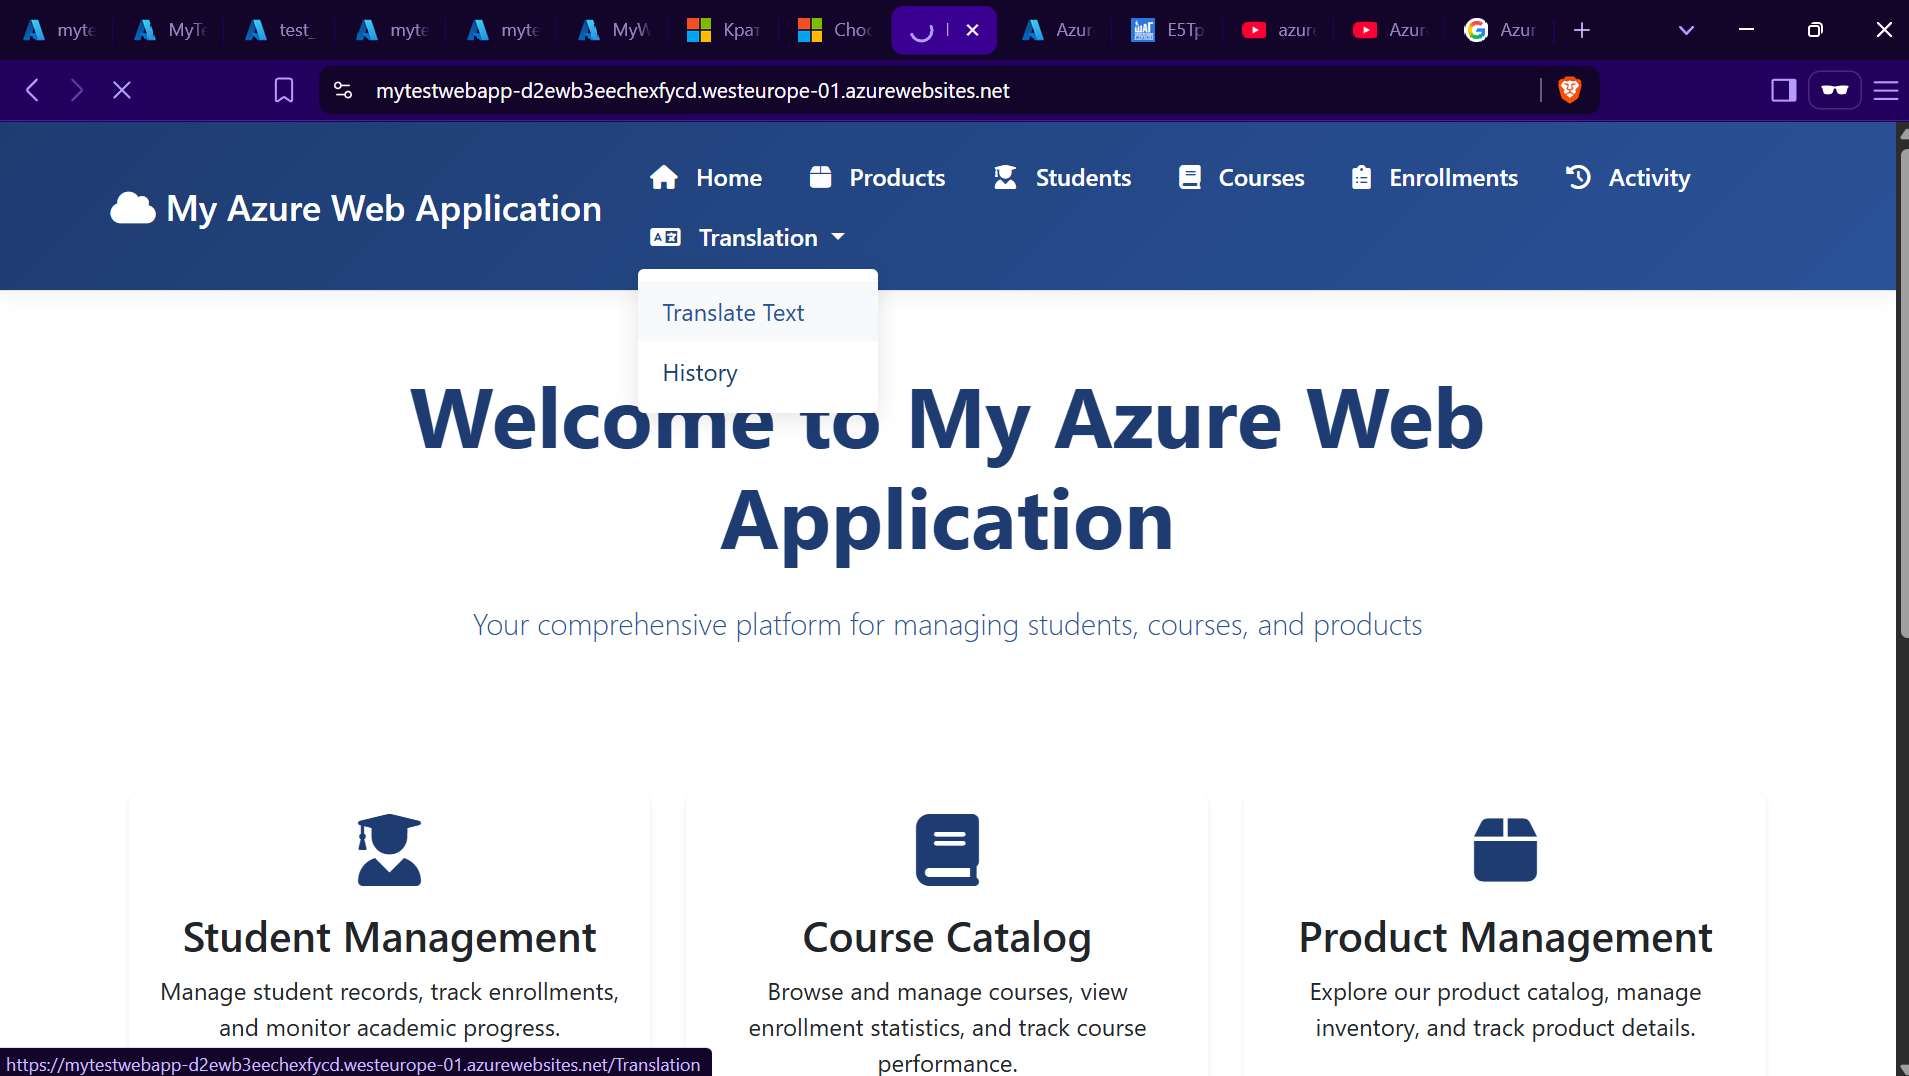 myte
MyTe
test_
myte
myte
MyW
Крат
Choo
Azur
E5Tp
azure
Azur
Azur
mytestwebapp-d2ewb3eechexfycd.westeurope-01.azurewebsites.net
My Azure Web Application
Home
Products
Students
Courses
Enrollments
Activity
Translation
Translate Text
History
Welcome to My Azure Web
Application
Your comprehensive platform for managing students, courses, and products
Student Management
Manage student records, track enrollments,
and monitor academic progress.
Course Catalog
Browse and manage courses, view
enrollment statistics, and track course
performance.
Product Management
Explore our product catalog, manage
inventory, and track product details.
https://mytestwebapp-d2ewb3eechexfycd.westeurope-01.azurewebsites.net/Translation